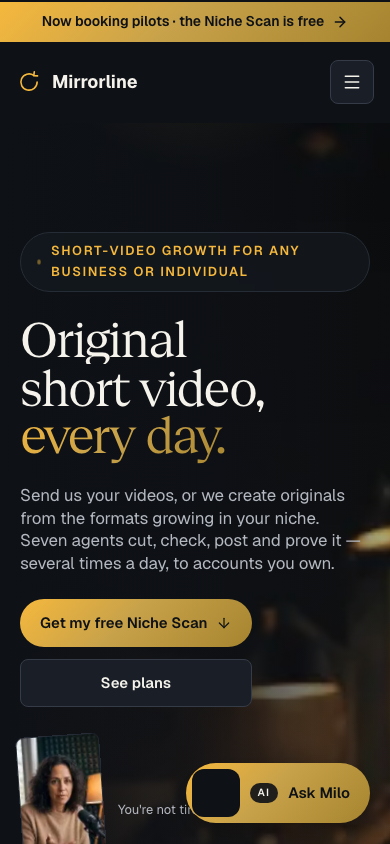 Now booking pilots · the Niche Scan is free →
Mirrorline
SHORT-VIDEO GROWTH FOR ANY
BUSINESS OR INDIVIDUAL
Original
short video,
every day.
Send us your videos, or we create originals
from the formats growing in your niche.
Seven agents cut, check, post and prove it —
several times a day, to accounts you own.
Get my free Niche Scan ↓
See plans
You're not
AI Ask Milo